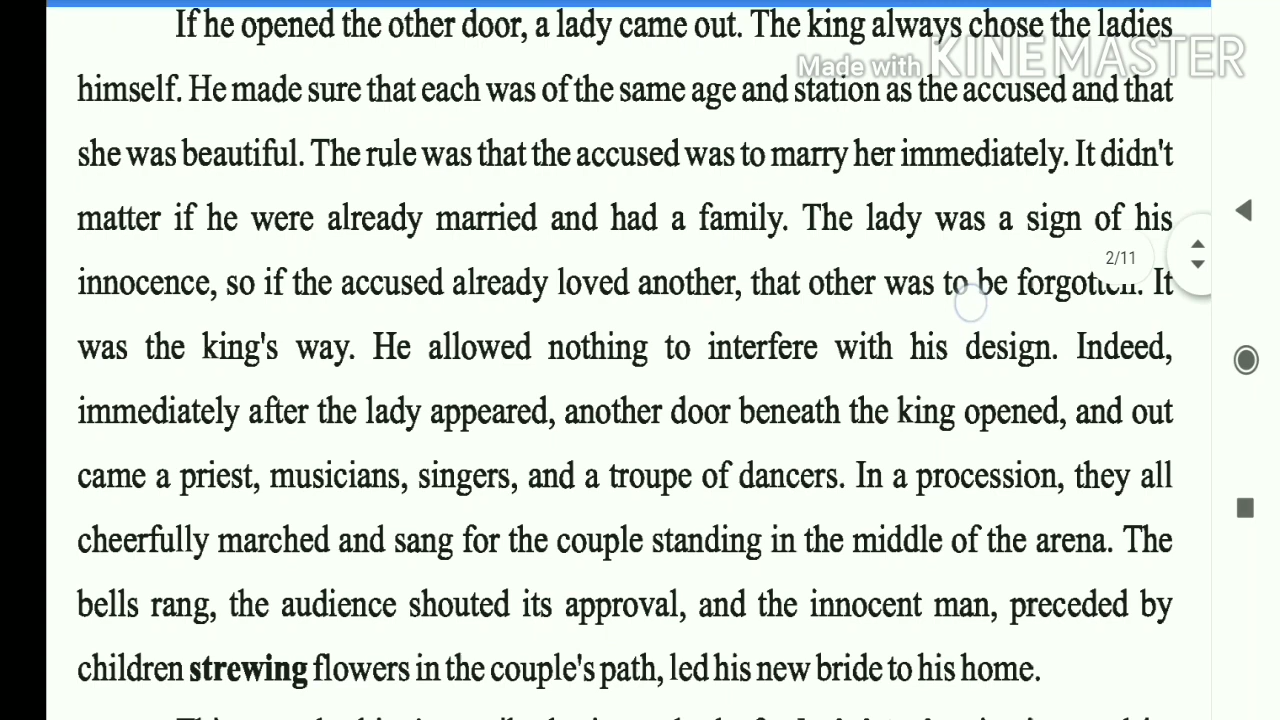 If he opened the other door, a lady came out. The king always chose the ladies
Made with KINEMASTER
himself. He made sure that each was of the same age and station as the accused and that
she was beautiful. The rule was that the accused was to marry her immediately. It didn't
matter if he were already married and had a family. The lady was a sign of his
2/11
innocence, so if the accused already loved another, that other was to be forgotten. It
was the king's way. He allowed nothing to interfere with his design. Indeed,
immediately after the lady appeared, another door beneath the king opened, and out
came a priest, musicians, singers, and a troupe of dancers. In a procession, they all
cheerfully marched and sang for the couple standing in the middle of the arena. The
bells rang, the audience shouted its approval, and the innocent man, preceded by
children strewing flowers in the couple's path, led his new bride to his home.